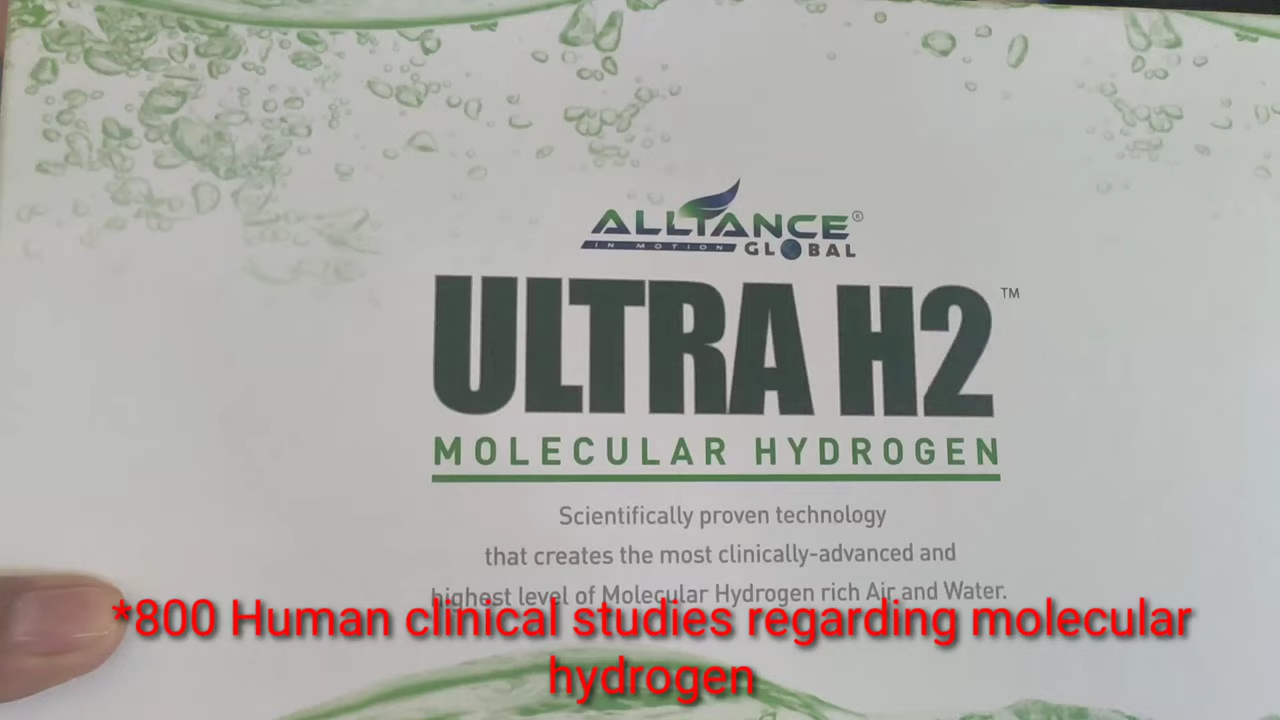 ALLIANCE®
IN MOTION GLOBAL
ULTRA H2™
MOLECULAR HYDROGEN
Scientifically proven technology
that creates the most clinically-advanced and
highest level of Molecular Hydrogen rich Air and Water.
*800 Human clinical studies regarding molecular
hydrogen